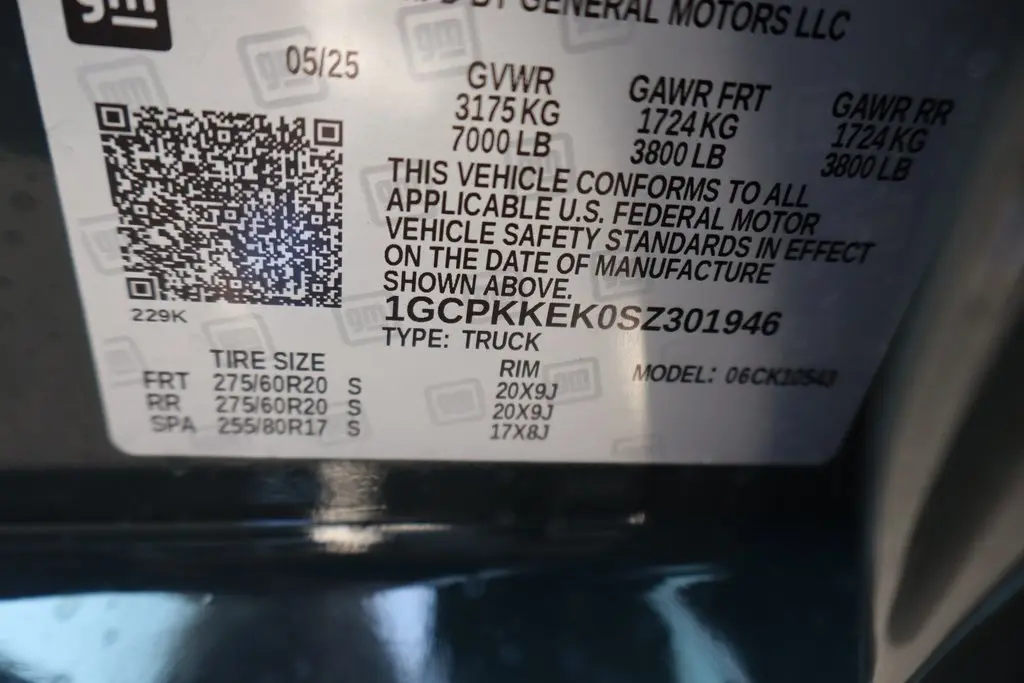 gm
BY GENERAL MOTORS LLC
05/25
GVWR GAWR FRT GAWR RR
3175 KG 1724 KG 1724 KG
7000 LB 3800 LB 3800 LB
THIS VEHICLE CONFORMS TO ALL
APPLICABLE U.S. FEDERAL MOTOR
VEHICLE SAFETY STANDARDS IN EFFECT
ON THE DATE OF MANUFACTURE
SHOWN ABOVE.
229K
1GCPKKEK0SZ301946
TYPE: TRUCK
TIRE SIZE RIM MODEL: 06CK10543
FRT 275/60R20 S 20X9J
RR 275/60R20 S 20X9J
SPA 255/80R17 S 17X8J